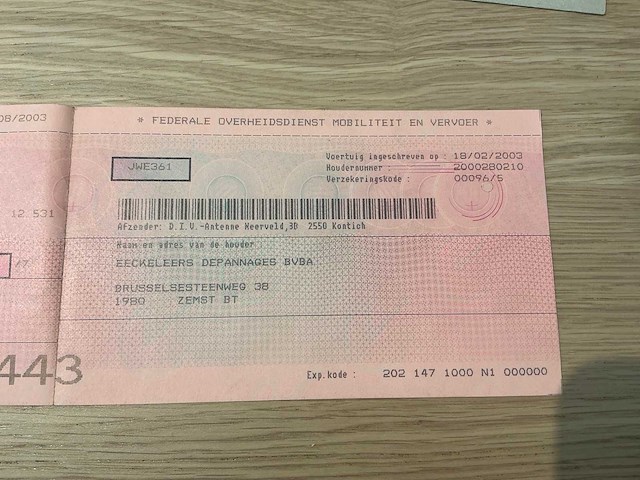 08/2003
* FEDERALE OVERHEIDSDIENST MOBILITEIT EN VERVOER *
JWE361
Voertuig ingeschreven op : 18/02/2003
Houdernummer : 2000280210
Verzekeringskode : 00096/5
12 531
Afzender: D.I.V.-Antenne Keerveld,3D 2550 Kontich
Naam en adres van de houder
EECKELEERS DEPANNAGES BVBA
/7
BRUSSELSESTEENWEG 38
1980 ZEMST BT
443
Exp.kode : 202 147 1000 N1 000000